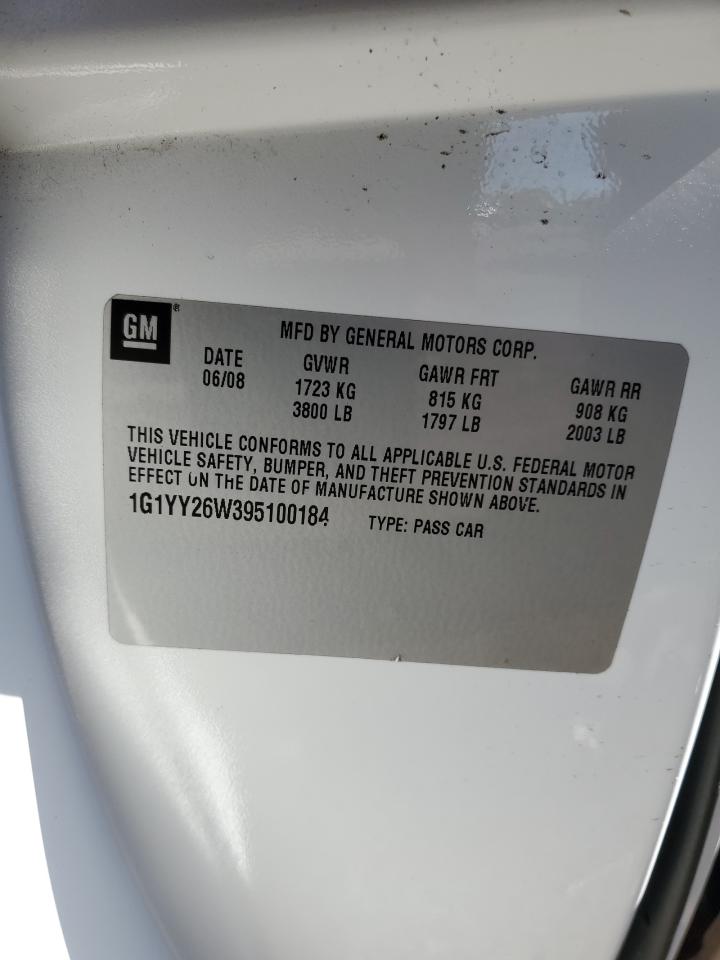 GM®
MFD BY GENERAL MOTORS CORP.
DATE GVWR GAWR FRT GAWR RR
06/08 1723 KG 815 KG 908 KG
3800 LB 1797 LB 2003 LB
THIS VEHICLE CONFORMS TO ALL APPLICABLE U.S. FEDERAL MOTOR
VEHICLE SAFETY, BUMPER, AND THEFT PREVENTION STANDARDS IN
EFFECT ON THE DATE OF MANUFACTURE SHOWN ABOVE.
1G1YY26W395100184 TYPE: PASS CAR